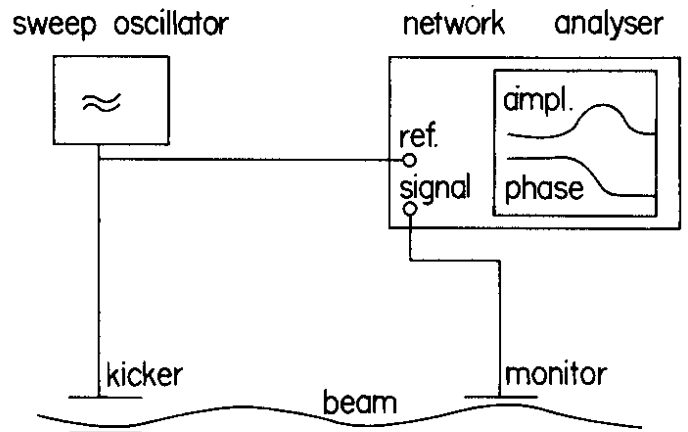 sweep oscillator
network analyser
ampl.
ref.
signal
phase
kicker
monitor
beam